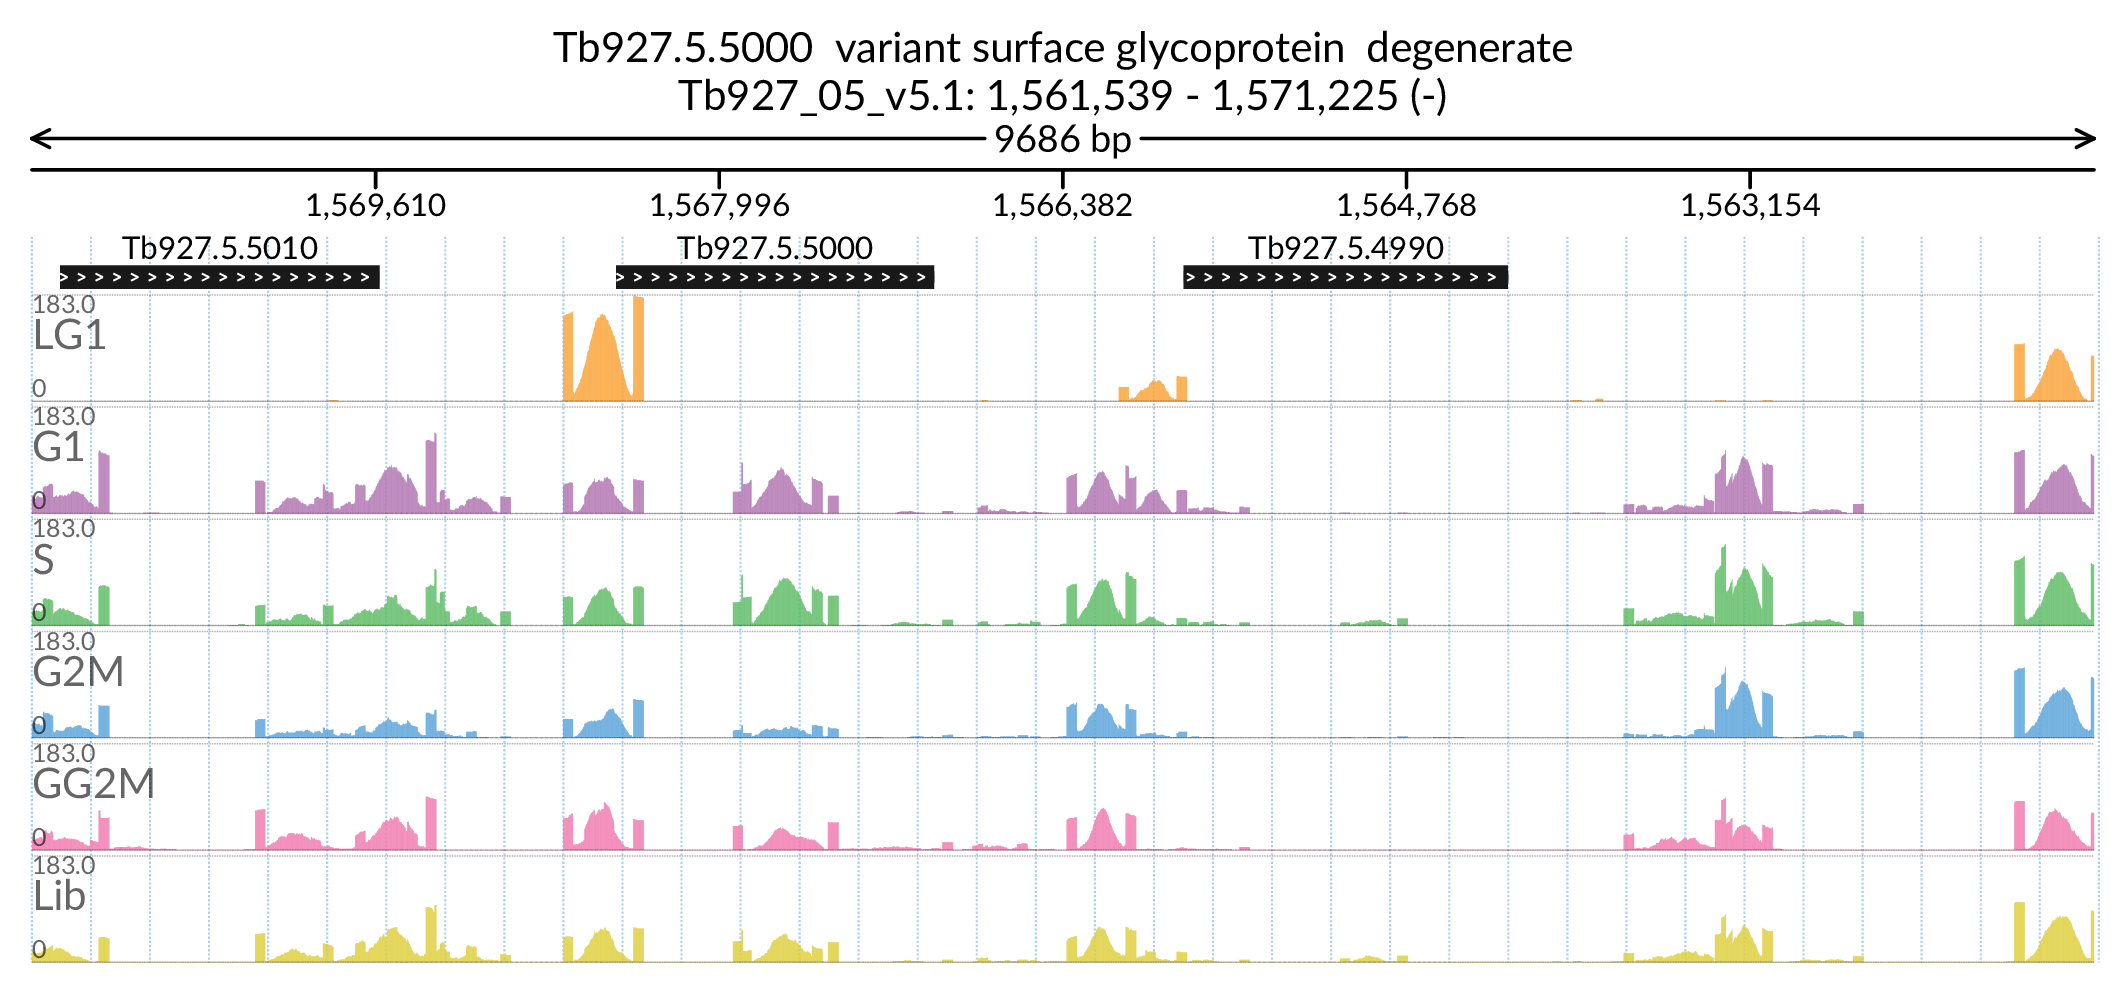 Tb927.5.5000  variant surface glycoprotein  degenerate
Tb927_05_v5.1: 1,561,539 - 1,571,225 (-)
9686 bp
1,569,610 1,567,996 1,566,382 1,564,768 1,563,154
Tb927.5.5010 Tb927.5.5000 Tb927.5.4990
183.0
LG1
0
183.0
G1
0
183.0
S
0
183.0
G2M
0
183.0
GG2M
0
183.0
Lib
0